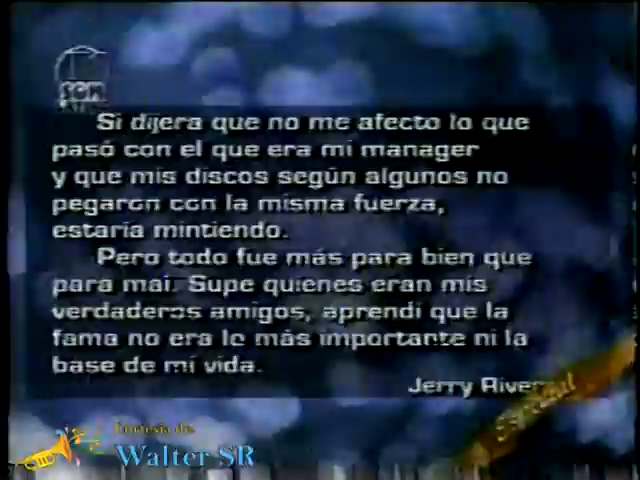 Si dijera que no me afecto lo que
pasó con el que era mi manager
y que mis discos según algunos no
pegaron con la misma fuerza,
estaría mintiendo.
Pero todo fue más para bien que
para mal. Supe quienes eran mis
verdaderos amigos, aprendi que la
fama no era lo más importante ni la
base de mi vida.
Jerry Rivera
Cortesia de:
Walter SR